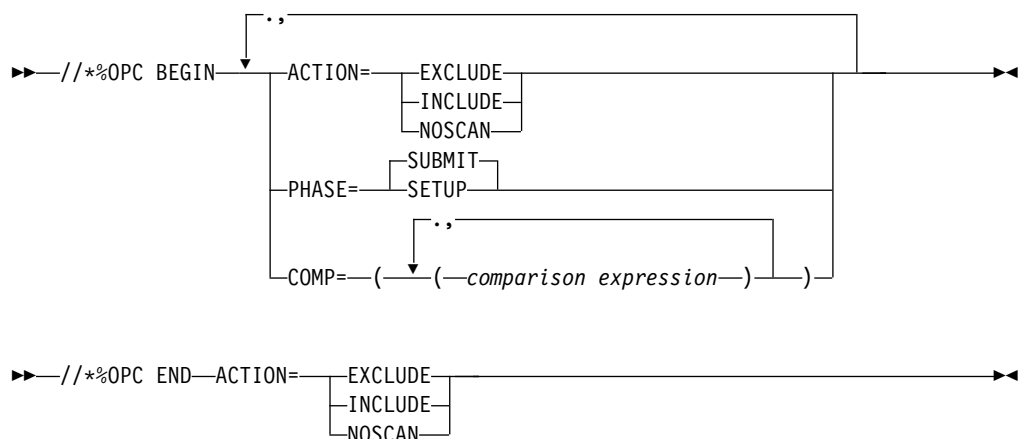 .,
//*%OPC BEGIN ACTION= EXCLUDE
INCLUDE
NOSCAN
SUBMIT
PHASE= SETUP
.,
COMP= ( ( comparison expression ) )
//*%OPC END ACTION= EXCLUDE
INCLUDE
NOSCAN